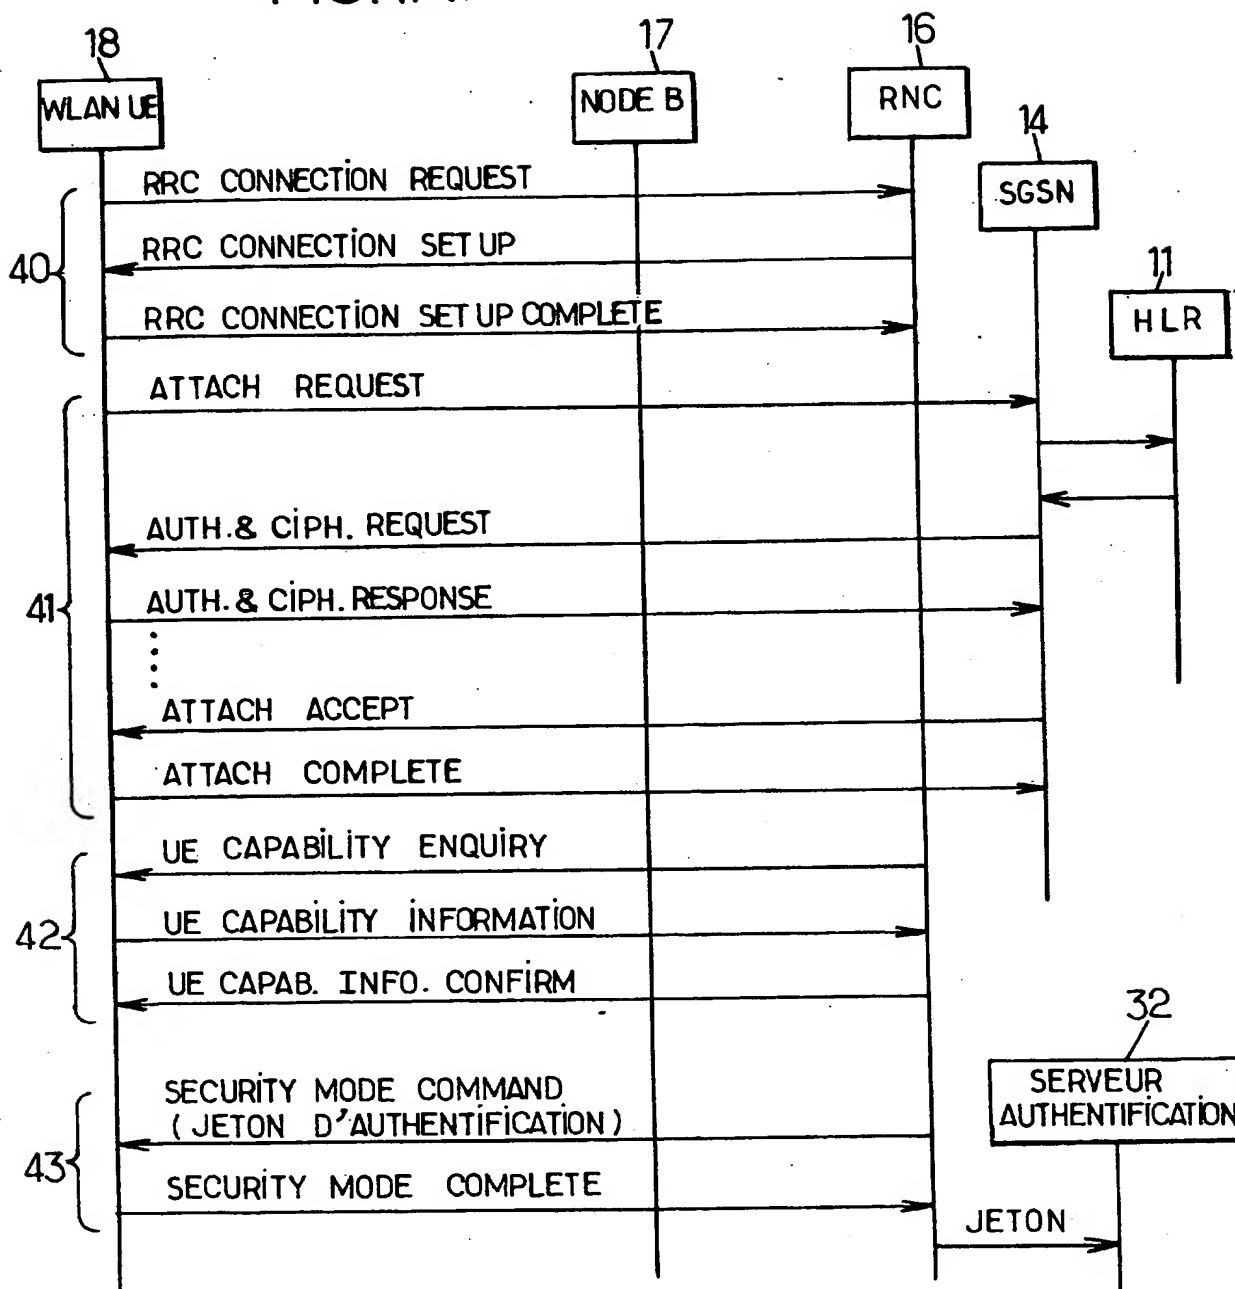 18
17
16
WLAN UE
NODE B
RNC
14
SGSN
RRC CONNECTION REQUEST
40
RRC CONNECTION SET UP
11
HLR
RRC CONNECTION SET UP COMPLETE
ATTACH REQUEST
AUTH. & CIPH. REQUEST
41
AUTH. & CIPH. RESPONSE
ATTACH ACCEPT
ATTACH COMPLETE
UE CAPABILITY ENQUIRY
42
UE CAPABILITY INFORMATION
UE CAPAB. INFO. CONFIRM
32
SERVEUR
AUTHENTIFICATION
43
SECURITY MODE COMMAND
(JETON D'AUTHENTIFICATION)
SECURITY MODE COMPLETE
JETON